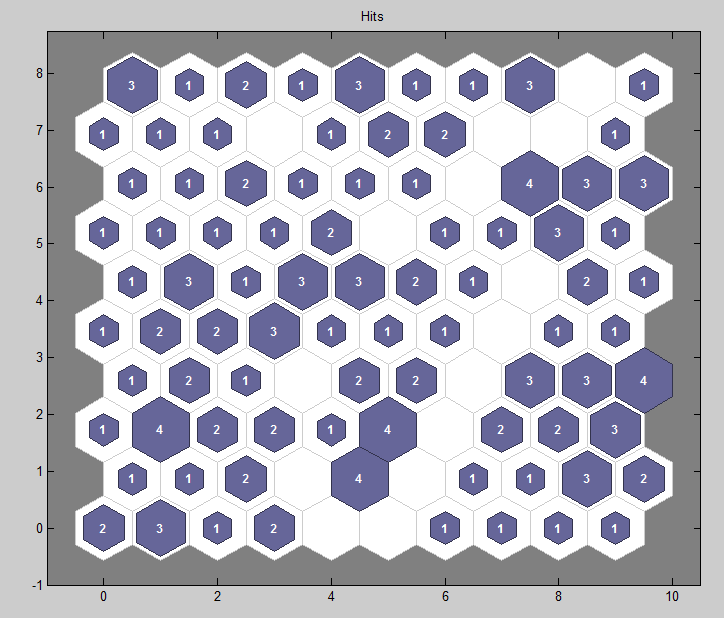 Hits
8 3 1 2 1 3 1 1 3 1
7 1 1 1 1 2 2 1
6 1 1 2 1 1 1 4 3 3
5 1 1 1 1 2 1 1 3 1
1 3 1 3 3 2 1 2 1
4
1 2 2 3 1 1 1 1 1
3
1 2 1 2 2 3 3 4
2
1 4 2 2 1 4 2 2 3
1 1 1 2 4 1 1 3 2
0 2 3 1 2 1 1 1 1
-1
0 2 4 6 8 10